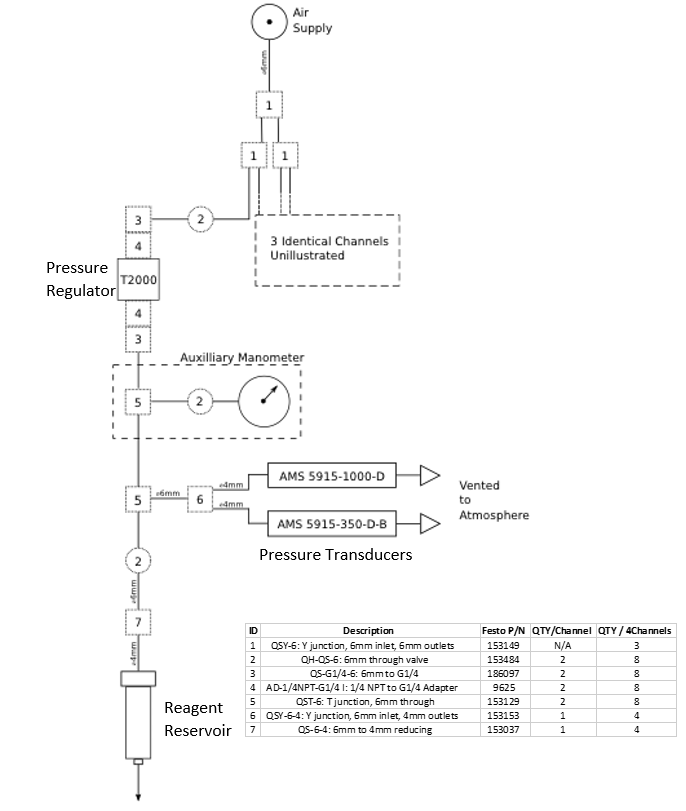 Air
Supply
⌀6mm
1
1
1
3
2
4
3 Identical Channels
Unillustrated
Pressure
Regulator
T2000
4
3
Auxilliary Manometer
5
2
AMS 5915-1000-D
⌀4mm
5
⌀6mm
6
⌀4mm
AMS 5915-350-D-B
Vented
to
Atmosphere
Pressure Transducers
2
⌀6mm
7
⌀4mm
Reagent
Reservoir
ID Description Festo P/N QTY/Channel QTY / 4Channels
1 QSY-6: Y junction, 6mm inlet, 6mm outlets 153149 N/A 3
2 QH-QS-6: 6mm through valve 153484 2 8
3 QS-G1/4-6: 6mm to G1/4 186097 2 8
4 AD-1/4NPT-G1/4 I: 1/4 NPT to G1/4 Adapter 9625 2 8
5 QST-6: T junction, 6mm through 153129 2 8
6 QSY-6-4: Y junction, 6mm inlet, 4mm outlets 153153 1 4
7 QS-6-4: 6mm to 4mm reducing 153037 1 4